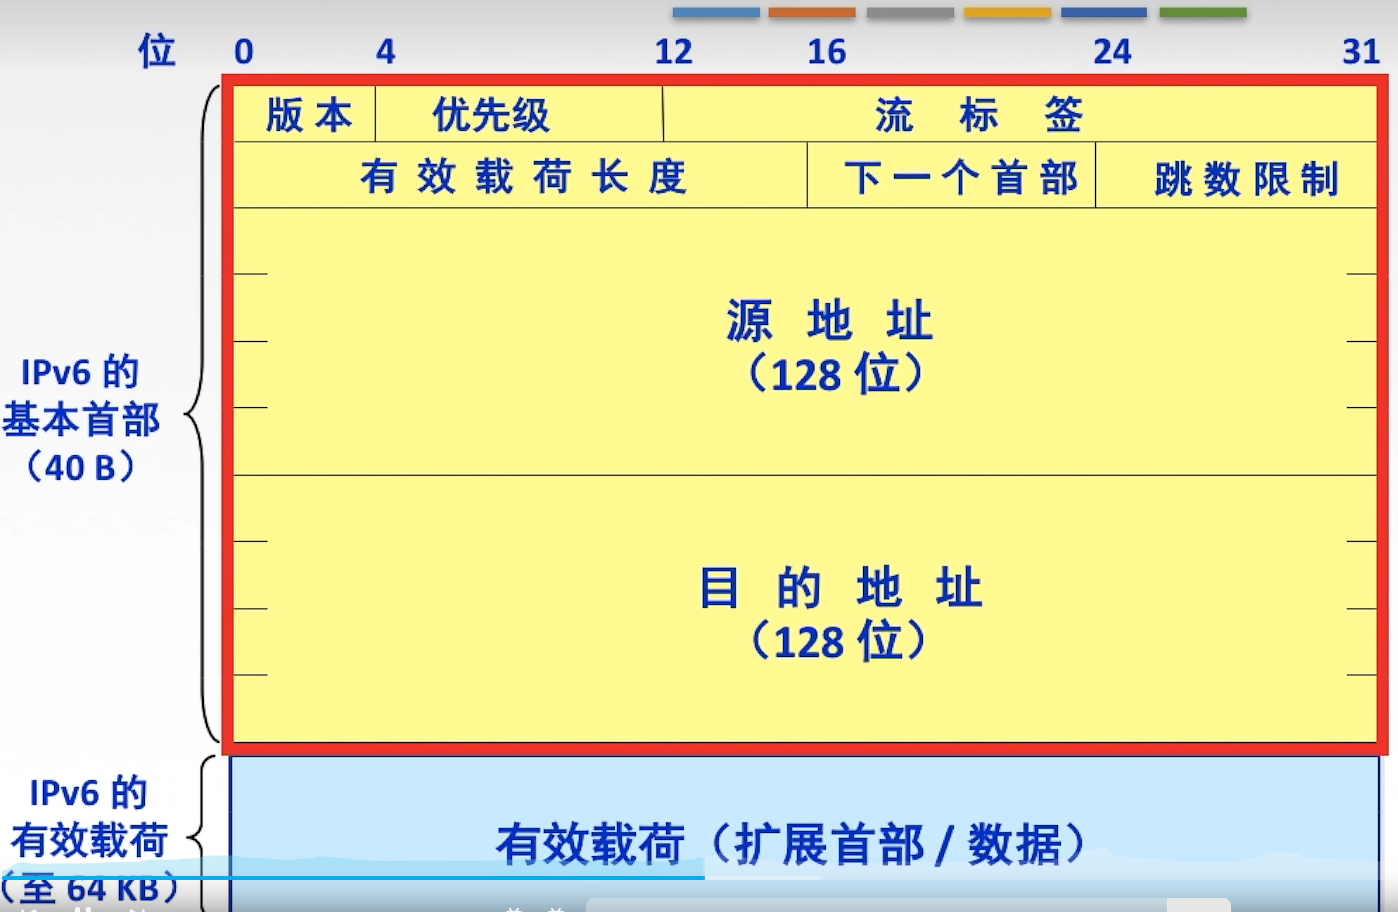 位 0 4 12 16 24 31
版本 优先级 流标签
有效载荷长度 下一个首部 跳数限制
源地址
（128 位）
IPv6 的
基本首部
（40 B）
目的地址
（128 位）
IPv6 的
有效载荷
（至 64 KB）
有效载荷（扩展首部 / 数据）